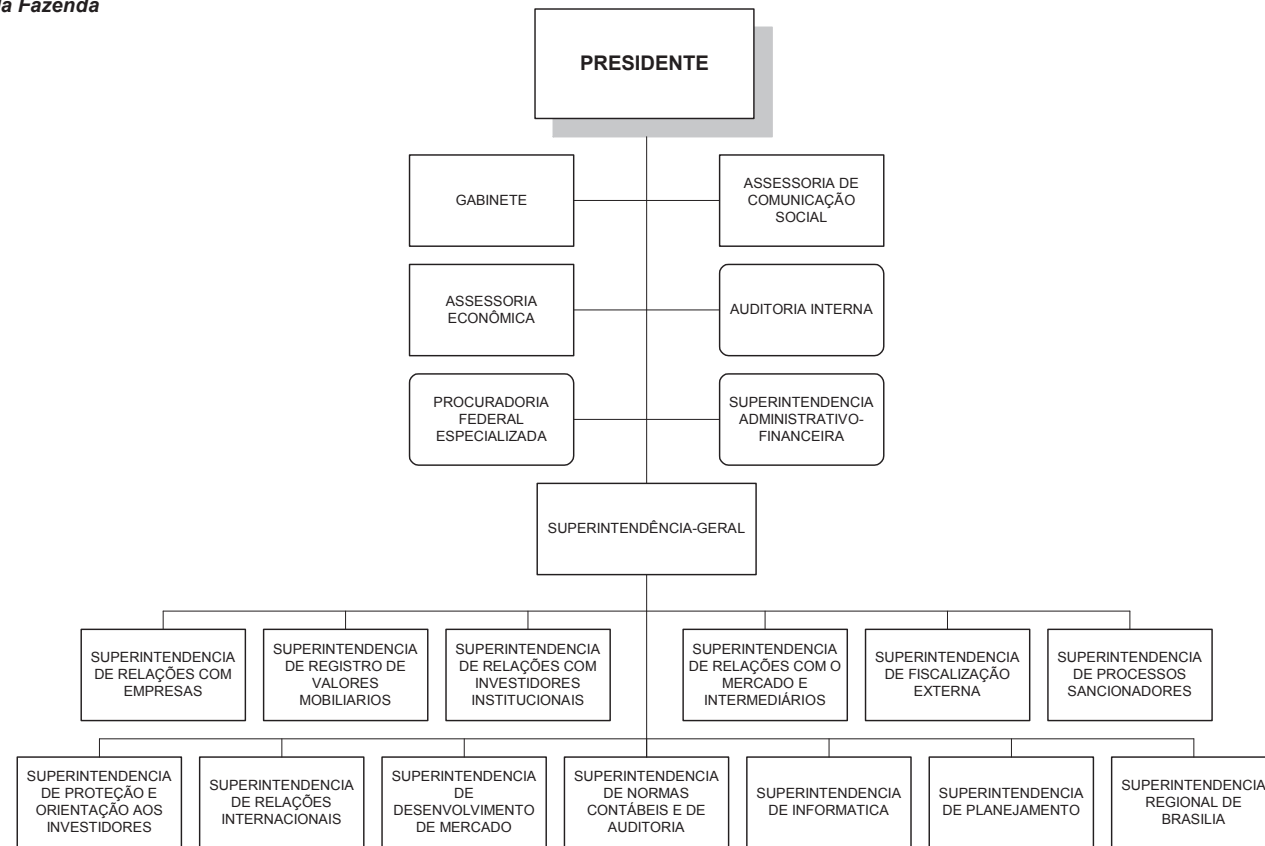 da Fazenda
PRESIDENTE
GABINETE
ASSESSORIA DE
COMUNICAÇÃO
SOCIAL
ASSESSORIA
ECONÔMICA
AUDITORIA INTERNA
PROCURADORIA
FEDERAL
ESPECIALIZADA
SUPERINTENDENCIA
ADMINISTRATIVO-
FINANCEIRA
SUPERINTENDÊNCIA-GERAL
SUPERINTENDENCIA
DE RELAÇÕES COM
EMPRESAS
SUPERINTENDENCIA
DE REGISTRO DE
VALORES
MOBILIARIOS
SUPERINTENDENCIA
DE RELAÇÕES COM
INVESTIDORES
INSTITUCIONAIS
SUPERINTENDENCIA
DE RELAÇÕES COM O
MERCADO E
INTERMEDIÁRIOS
SUPERINTENDENCIA
DE FISCALIZAÇÃO
EXTERNA
SUPERINTENDENCIA
DE PROCESSOS
SANCIONADORES
SUPERINTENDENCIA
DE PROTEÇÃO E
ORIENTAÇÃO AOS
INVESTIDORES
SUPERINTENDENCIA
DE RELAÇÕES
INTERNACIONAIS
SUPERINTENDENCIA
DE
DESENVOLVIMENTO
DE MERCADO
SUPERINTENDENCIA
DE NORMAS
CONTÁBEIS E DE
AUDITORIA
SUPERINTENDENCIA
DE INFORMATICA
SUPERINTENDENCIA
DE PLANEJAMENTO
SUPERINTENDENCIA
REGIONAL DE
BRASILIA